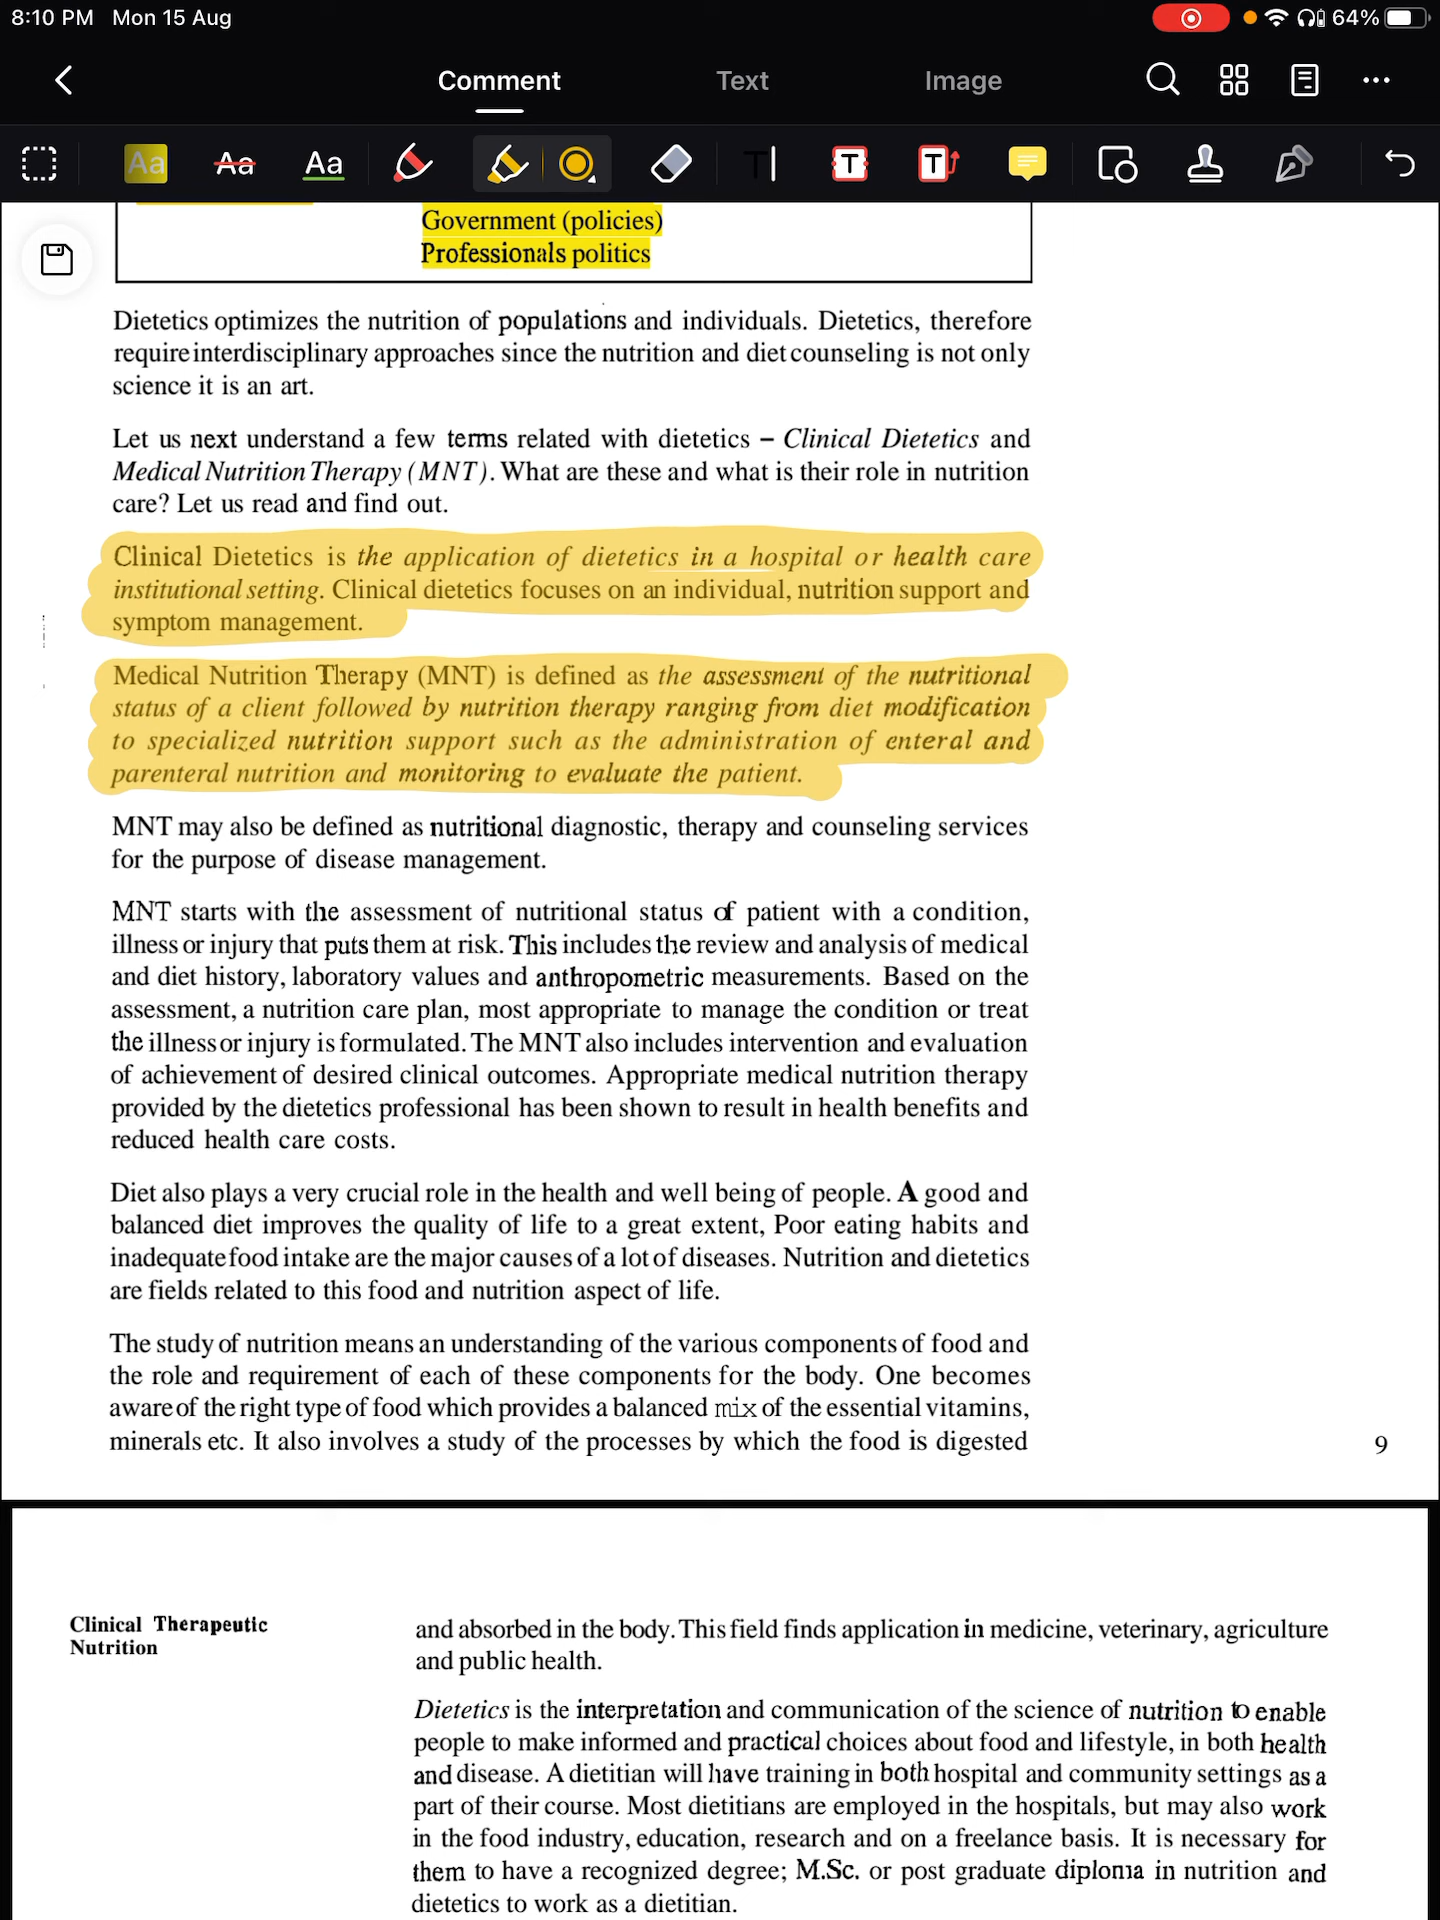 8:10 PM Mon 15 Aug 64%
Comment Text Image
Aa Aa Aa T T T
Government (policies)
Professionals politics
Dietetics optimizes the nutrition of populations and individuals. Dietetics, therefore
require interdisciplinary approaches since the nutrition and diet counseling is not only
science it is an art.
Let us next understand a few terms related with dietetics – Clinical Dietetics and
Medical Nutrition Therapy (MNT). What are these and what is their role in nutrition
care? Let us read and find out.
Clinical Dietetics is the application of dietetics in a hospital or health care
institutional setting. Clinical dietetics focuses on an individual, nutrition support and
symptom management.
Medical Nutrition Therapy (MNT) is defined as the assessment of the nutritional
status of a client followed by nutrition therapy ranging from diet modification
to specialized nutrition support such as the administration of enteral and
parenteral nutrition and monitoring to evaluate the patient.
MNT may also be defined as nutritional diagnostic, therapy and counseling services
for the purpose of disease management.
MNT starts with the assessment of nutritional status of patient with a condition,
illness or injury that puts them at risk. This includes the review and analysis of medical
and diet history, laboratory values and anthropometric measurements. Based on the
assessment, a nutrition care plan, most appropriate to manage the condition or treat
the illness or injury is formulated. The MNT also includes intervention and evaluation
of achievement of desired clinical outcomes. Appropriate medical nutrition therapy
provided by the dietetics professional has been shown to result in health benefits and
reduced health care costs.
Diet also plays a very crucial role in the health and well being of people. A good and
balanced diet improves the quality of life to a great extent, Poor eating habits and
inadequate food intake are the major causes of a lot of diseases. Nutrition and dietetics
are fields related to this food and nutrition aspect of life.
The study of nutrition means an understanding of the various components of food and
the role and requirement of each of these components for the body. One becomes
aware of the right type of food which provides a balanced mix of the essential vitamins,
minerals etc. It also involves a study of the processes by which the food is digested
9
Clinical Therapeutic
Nutrition
and absorbed in the body. This field finds application in medicine, veterinary, agriculture
and public health.
Dietetics is the interpretation and communication of the science of nutrition to enable
people to make informed and practical choices about food and lifestyle, in both health
and disease. A dietitian will have training in both hospital and community settings as a
part of their course. Most dietitians are employed in the hospitals, but may also work
in the food industry, education, research and on a freelance basis. It is necessary for
them to have a recognized degree; M.Sc. or post graduate diploma in nutrition and
dietetics to work as a dietitian.